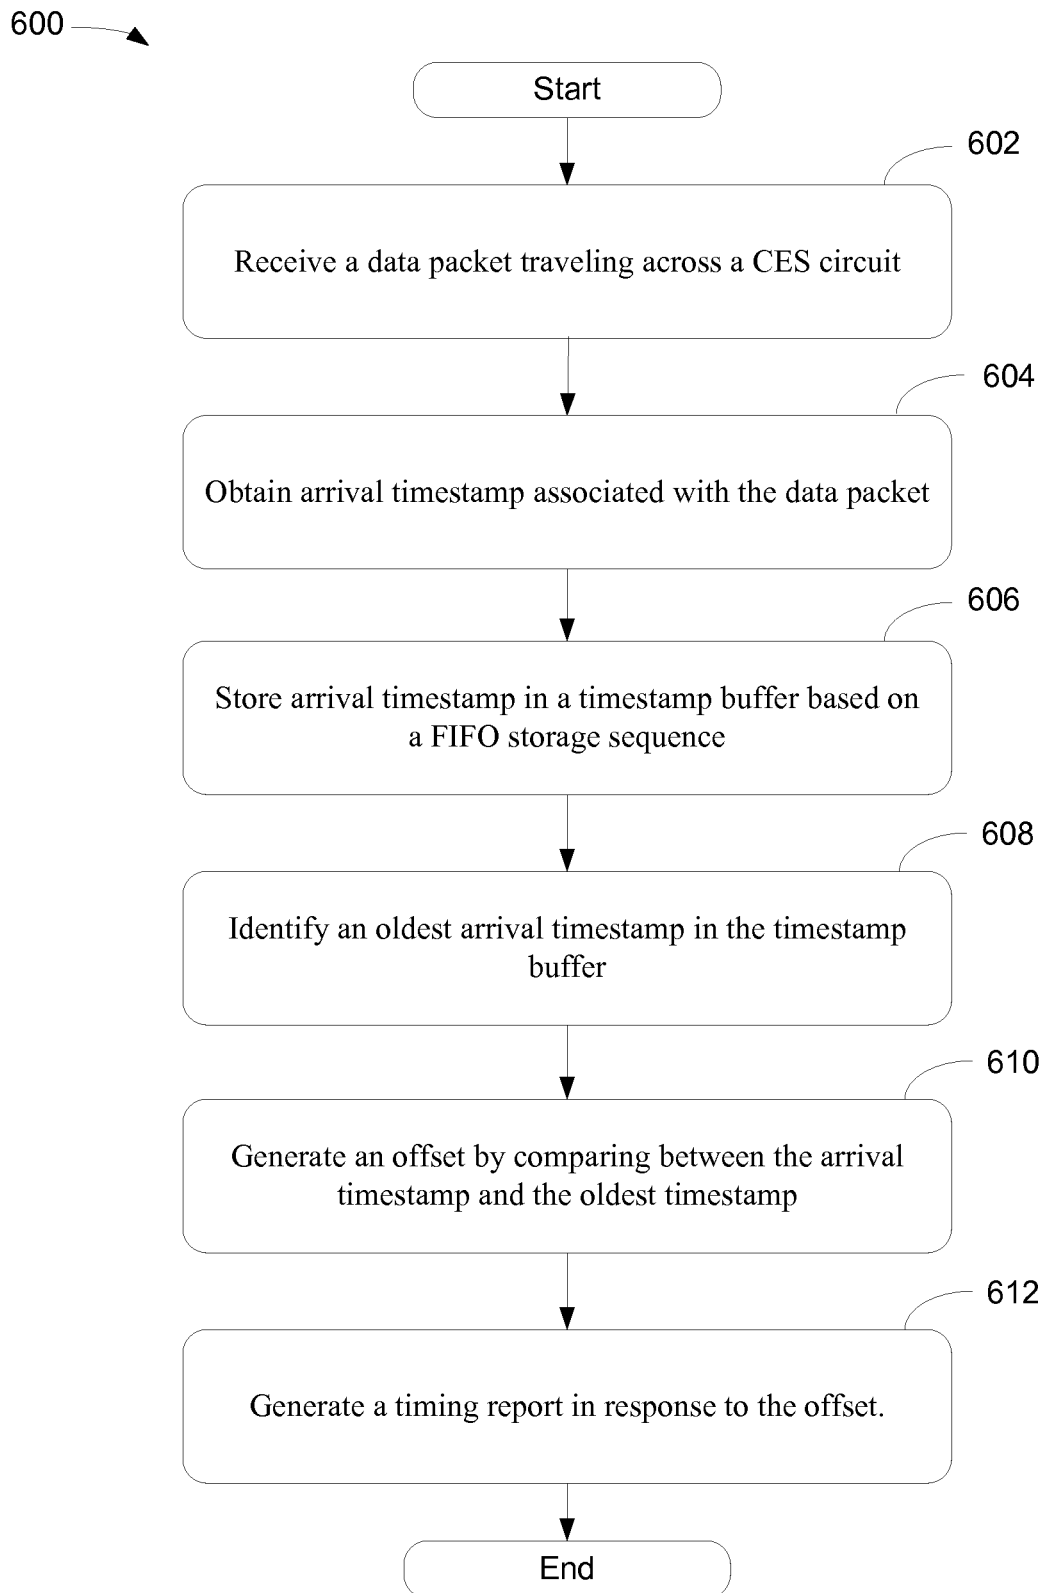 600
Start
602
Receive a data packet traveling across a CES circuit
604
Obtain arrival timestamp associated with the data packet
606
Store arrival timestamp in a timestamp buffer based on
a FIFO storage sequence
608
Identify an oldest arrival timestamp in the timestamp
buffer
610
Generate an offset by comparing between the arrival
timestamp and the oldest timestamp
612
Generate a timing report in response to the offset.
End